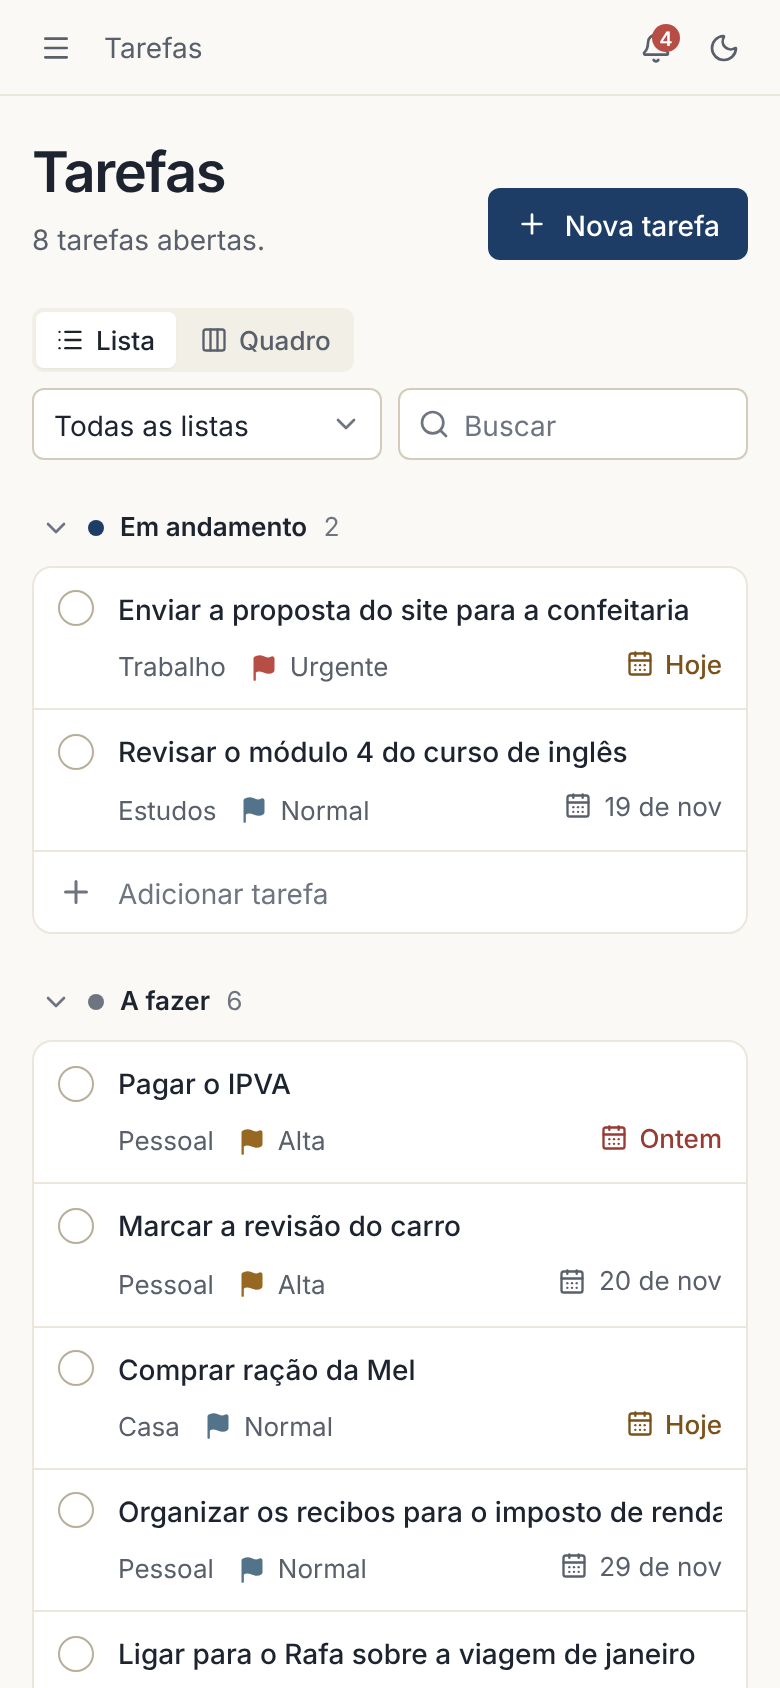 Tarefas
4
Tarefas
8 tarefas abertas.
Nova tarefa
Lista
Quadro
Todas as listas
Buscar
Em andamento 2
Enviar a proposta do site para a confeitaria
Trabalho Urgente Hoje
Revisar o módulo 4 do curso de inglês
Estudos Normal 19 de nov
Adicionar tarefa
A fazer 6
Pagar o IPVA
Pessoal Alta Ontem
Marcar a revisão do carro
Pessoal Alta 20 de nov
Comprar ração da Mel
Casa Normal Hoje
Organizar os recibos para o imposto de renda
Pessoal Normal 29 de nov
Ligar para o Rafa sobre a viagem de janeiro